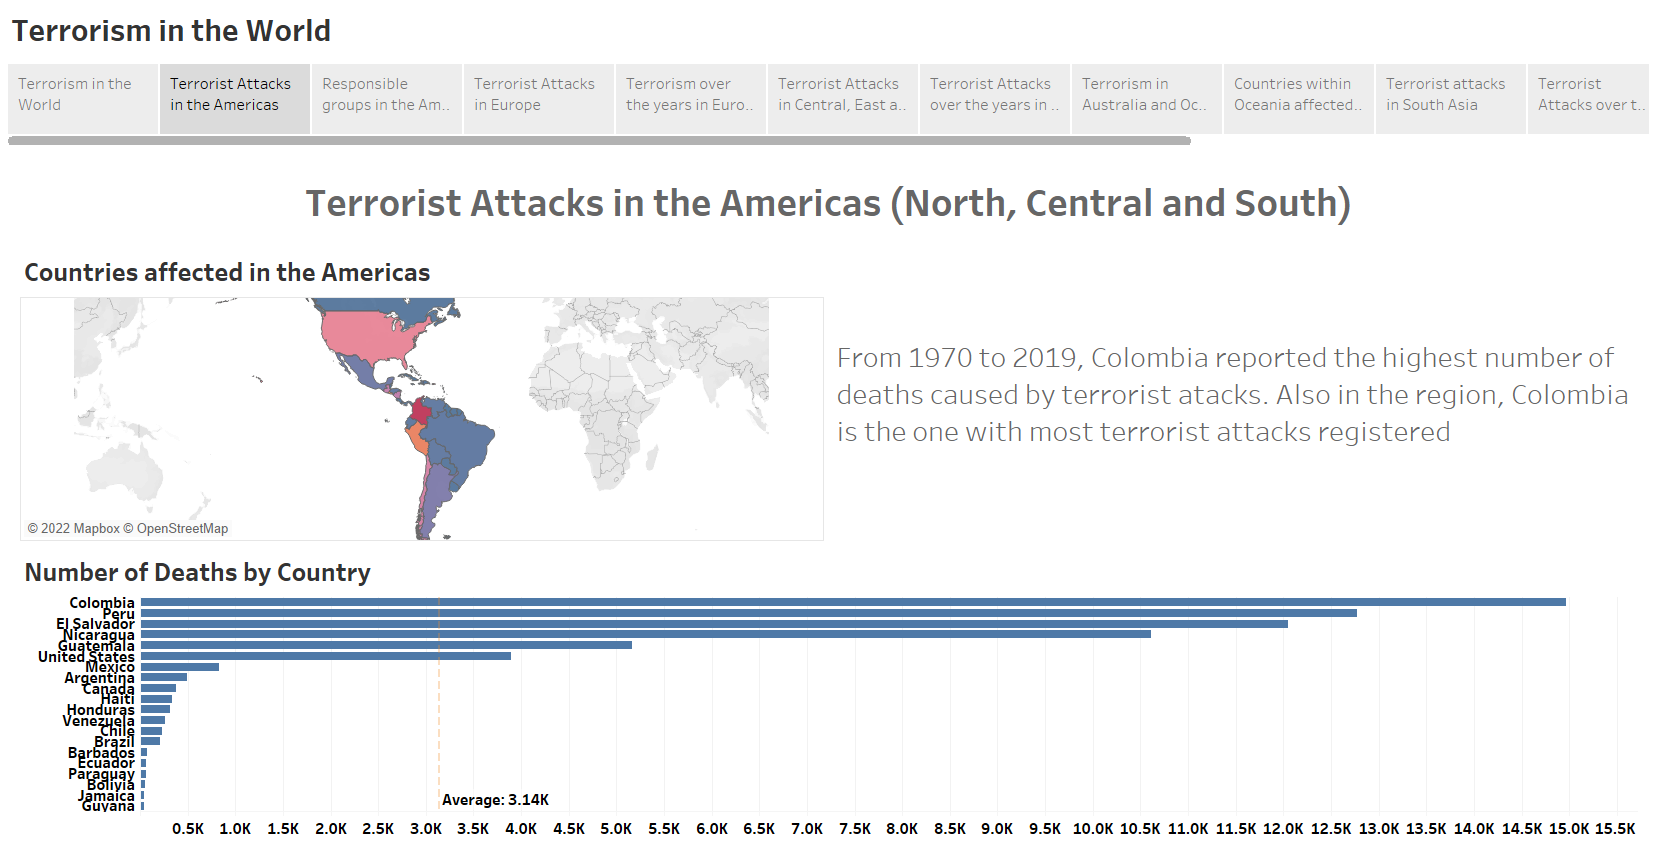 Terrorism in the World
Terrorism in the
World
Terrorist Attacks
in the Americas
Responsible
groups in the Am..
Terrorist Attacks
in Europe
Terrorism over
the years in Euro..
Terrorist Attacks
in Central, East a..
Terrorist Attacks
over the years in ..
Terrorism in
Australia and Oc..
Countries within
Oceania affected..
Terrorist attacks
in South Asia
Terrorist
Attacks over t..
Terrorist Attacks in the Americas (North, Central and South)
Countries affected in the Americas
© 2022 Mapbox © OpenStreetMap
From 1970 to 2019, Colombia reported the highest number of
deaths caused by terrorist atacks. Also in the region, Colombia
is the one with most terrorist attacks registered
Number of Deaths by Country
Colombia
Peru
El Salvador
Nicaragua
Guatemala
United States
Mexico
Argentina
Canada
Haiti
Honduras
Venezuela
Chile
Brazil
Barbados
Ecuador
Paraguay
Bolivia
Jamaica
Guyana
Average: 3.14K
0.5K 1.0K 1.5K 2.0K 2.5K 3.0K 3.5K 4.0K 4.5K 5.0K 5.5K 6.0K 6.5K 7.0K 7.5K 8.0K 8.5K 9.0K 9.5K 10.0K 10.5K 11.0K 11.5K 12.0K 12.5K 13.0K 13.5K 14.0K 14.5K 15.0K 15.5K